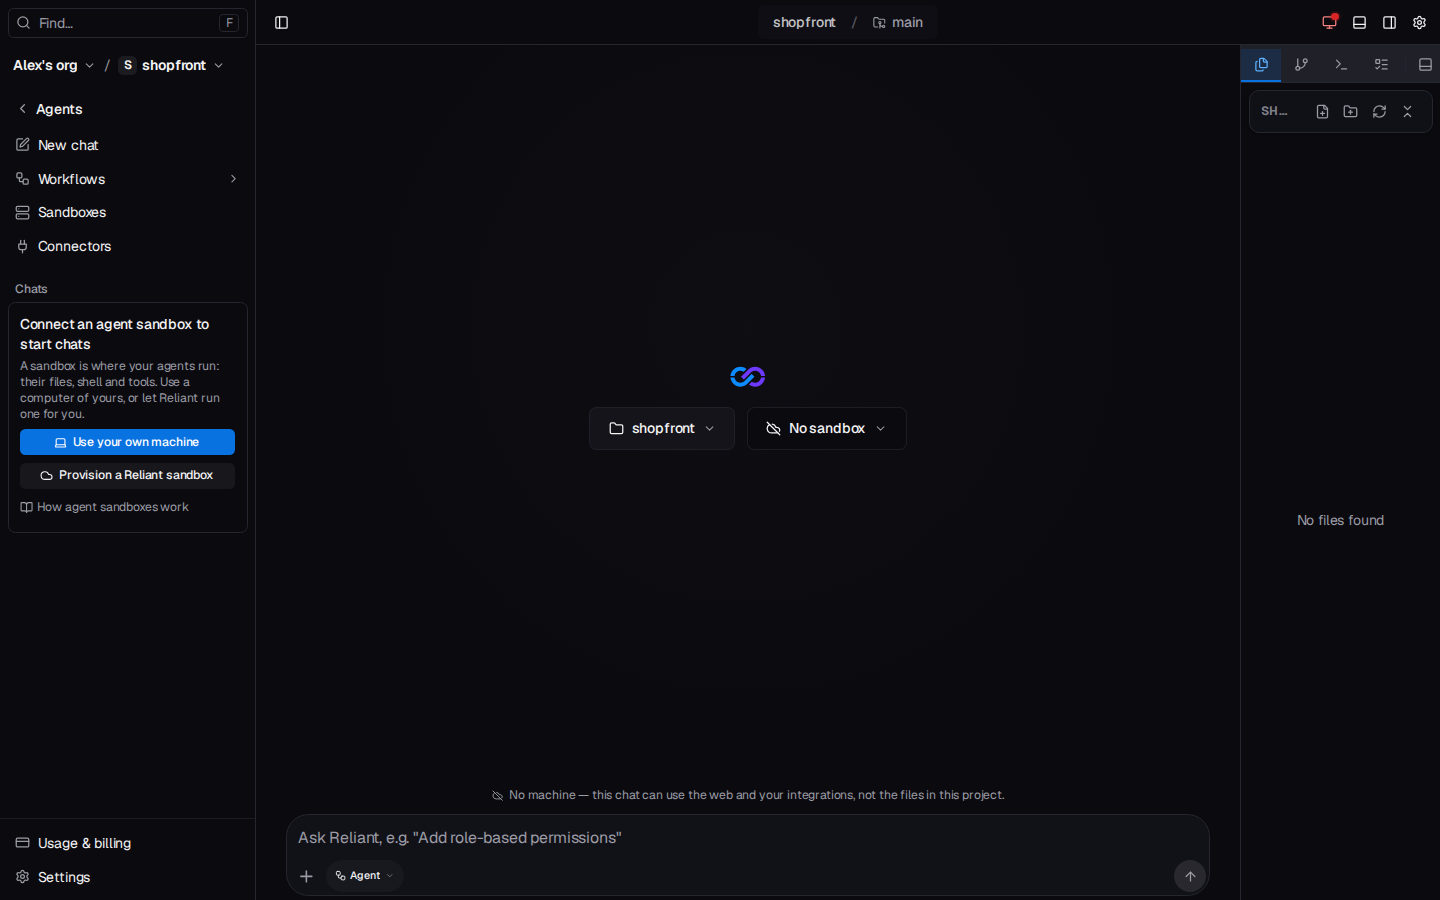 Find...
F
Alex's org / S shopfront
Agents
New chat
Workflows
Sandboxes
Connectors
Chats
Connect an agent sandbox to
start chats
A sandbox is where your agents run:
their files, shell and tools. Use a
computer of yours, or let Reliant run
one for you.
Use your own machine
Provision a Reliant sandbox
How agent sandboxes work
Usage & billing
Settings
shopfront / main
shopfront
No sandbox
No machine — this chat can use the web and your integrations, not the files in this project.
Ask Reliant, e.g. "Add role-based permissions"
Agent
SH...
No files found